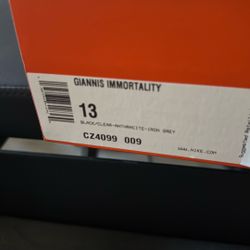 GIANNIS IMMORTALITY
13
BLACK/CLEAR-ANTHRACITE-IRON GREY
CZ4099 009
WWW.NIKE.COM